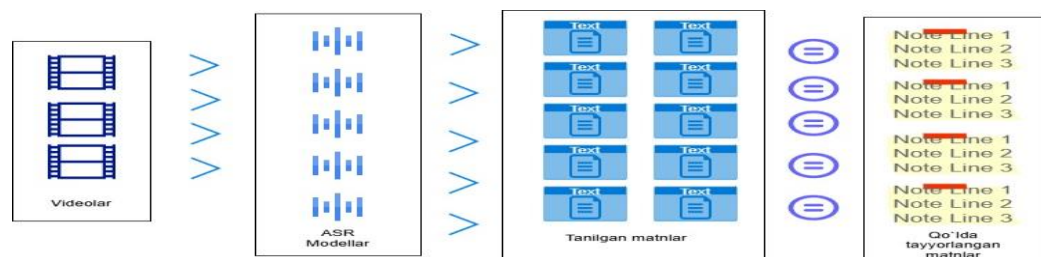 Videolar
ASR
Modellar
Text Text
Text Text
Text Text
Text Text
Text Text
Tanilgan matnlar
Note Line 1
Note Line 2
Note Line 3
Note Line 1
Note Line 2
Note Line 3
Note Line 1
Note Line 2
Note Line 3
Note Line 1
Note Line 2
Note Line 3
Qo`lda
tayyorlangan
matnlar